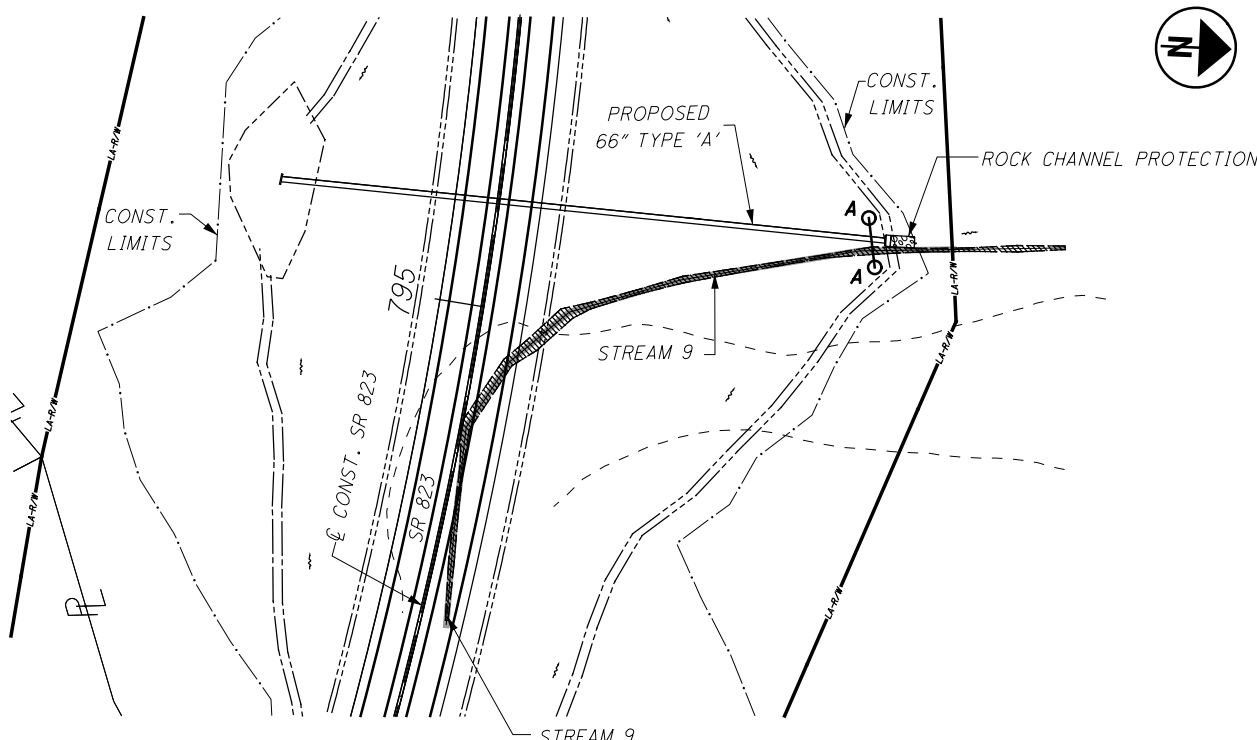 N
CONST.
LIMITS
PROPOSED
66" TYPE 'A'
ROCK CHANNEL PROTECTION
LA-R/W
CONST.
LIMITS
A
A
LA-R/W
795
STREAM 9
LA-R/W
LA-R/W
℄ CONST. SR 823
SR 823
LA-R/W
PL
LA-R/W
STREAM 9